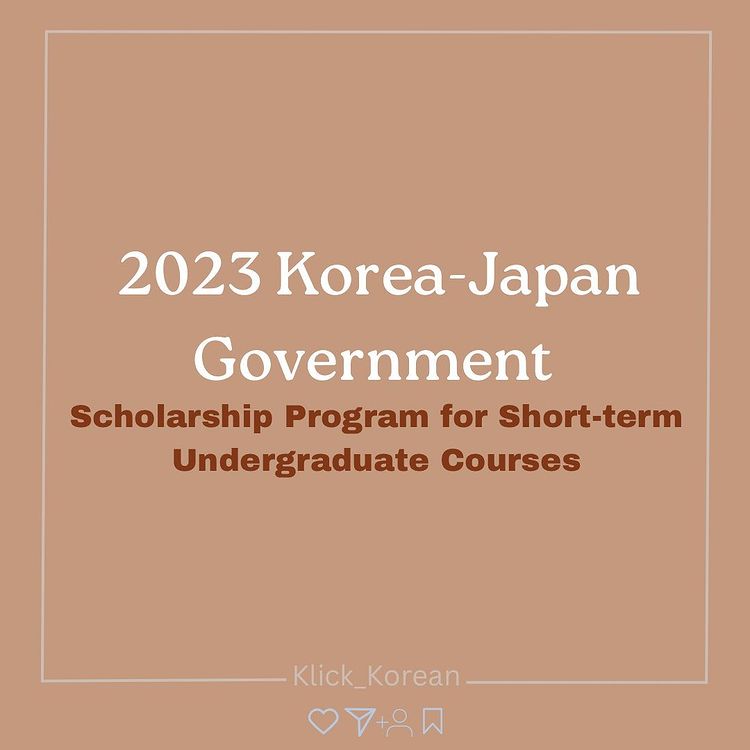 2023 Korea-Japan
Government
Scholarship Program for Short-term
Undergraduate Courses
Klick_Korean